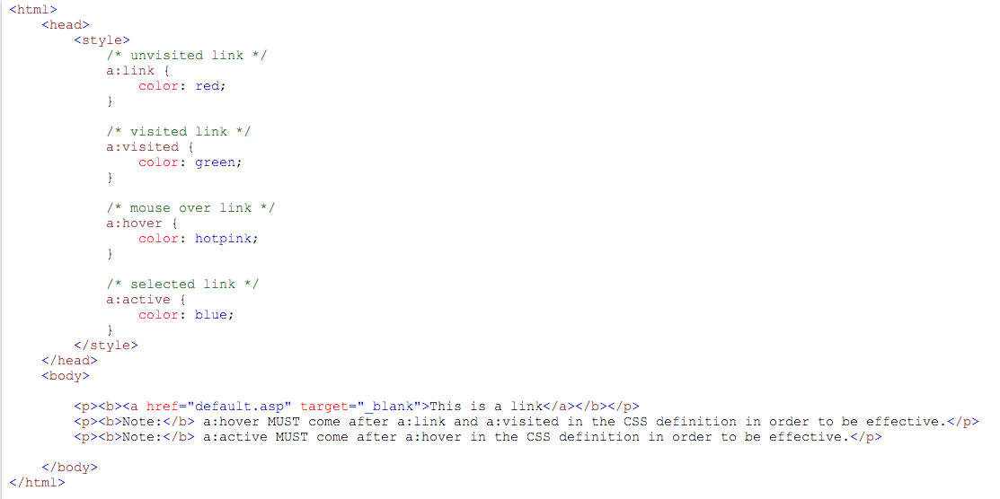 <html>
<head>
<style>
/* unvisited link */
a:link {
color: red;
}
/* visited link */
a:visited {
color: green;
}
/* mouse over link */
a:hover {
color: hotpink;
}
/* selected link */
a:active {
color: blue;
}
</style>
</head>
<body>
<p><b><a href="default.asp" target="_blank">This is a link</a></b></p>
<p><b>Note:</b> a:hover MUST come after a:link and a:visited in the CSS definition in order to be effective.</p>
<p><b>Note:</b> a:active MUST come after a:hover in the CSS definition in order to be effective.</p>
</body>
</html>